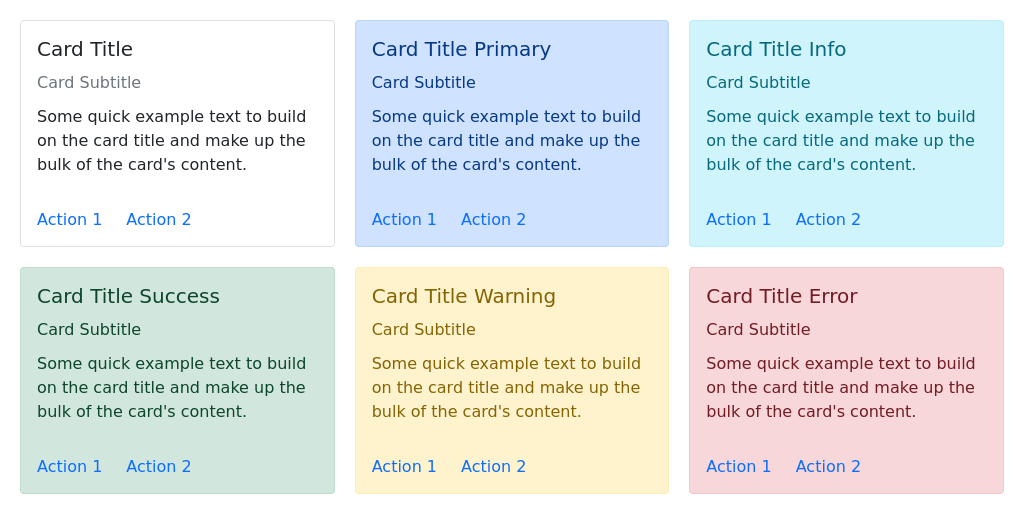 Card Title
Card Subtitle
Some quick example text to build
on the card title and make up the
bulk of the card's content.
Action 1 Action 2
Card Title Primary
Card Subtitle
Some quick example text to build
on the card title and make up the
bulk of the card's content.
Action 1 Action 2
Card Title Info
Card Subtitle
Some quick example text to build
on the card title and make up the
bulk of the card's content.
Action 1 Action 2
Card Title Success
Card Subtitle
Some quick example text to build
on the card title and make up the
bulk of the card's content.
Action 1 Action 2
Card Title Warning
Card Subtitle
Some quick example text to build
on the card title and make up the
bulk of the card's content.
Action 1 Action 2
Card Title Error
Card Subtitle
Some quick example text to build
on the card title and make up the
bulk of the card's content.
Action 1 Action 2